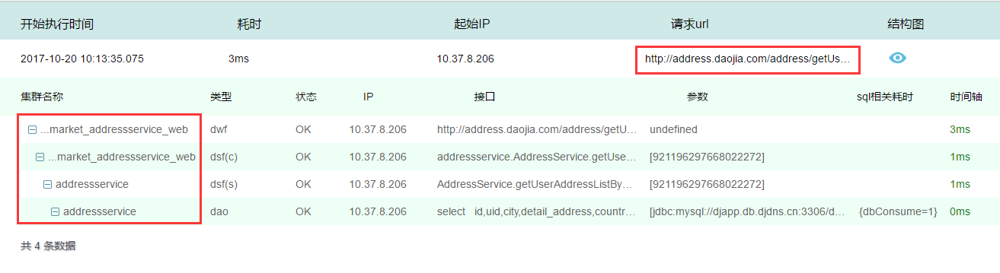 开始执行时间 耗时 起始IP 请求url 结构图
2017-10-20 10:13:35.075 3ms 10.37.8.206 http://address.daojia.com/address/getUs…
集群名称 类型 状态 IP 接口 参数 sql相关耗时 时间轴
...market_addressservice_web dwf OK 10.37.8.206 http://address.daojia.com/address/getU… undefined 3ms
...market_addressservice_web dsf(c) OK 10.37.8.206 addressservice.AddressService.getUse… [921196297668022272] 1ms
addressservice dsf(s) OK 10.37.8.206 AddressService.getUserAddressListBy… [921196297668022272] 1ms
addressservice dao OK 10.37.8.206 select id,uid,city,detail_address,countr… [jdbc:mysql://djapp.db.djdns.cn:3306/d… {dbConsume=1} 0ms
共 4 条数据